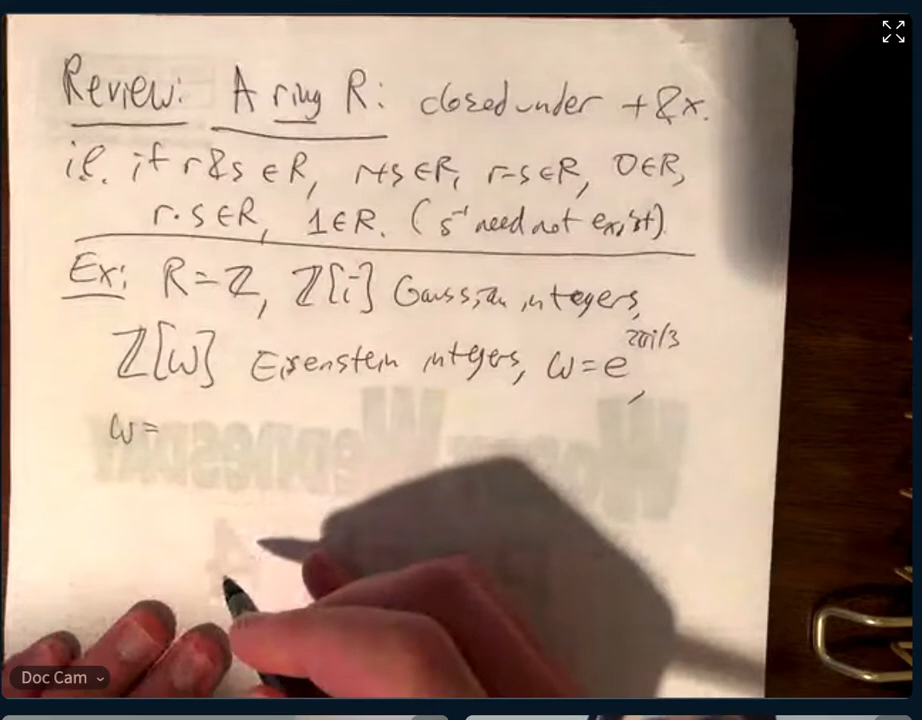 Review: A ring R: closed under + & x.
i.e. if r & s ∈ R, r+s ∈ R, r-s ∈ R, 0 ∈ R,
r·s ∈ R, 1 ∈ R. (s⁻¹ need not exist)
Ex: R = ℤ, ℤ[i] Gaussian integers,
ℤ[ω] Eisenstein integers, ω = e^{2πi/3},
ω =
Doc Cam